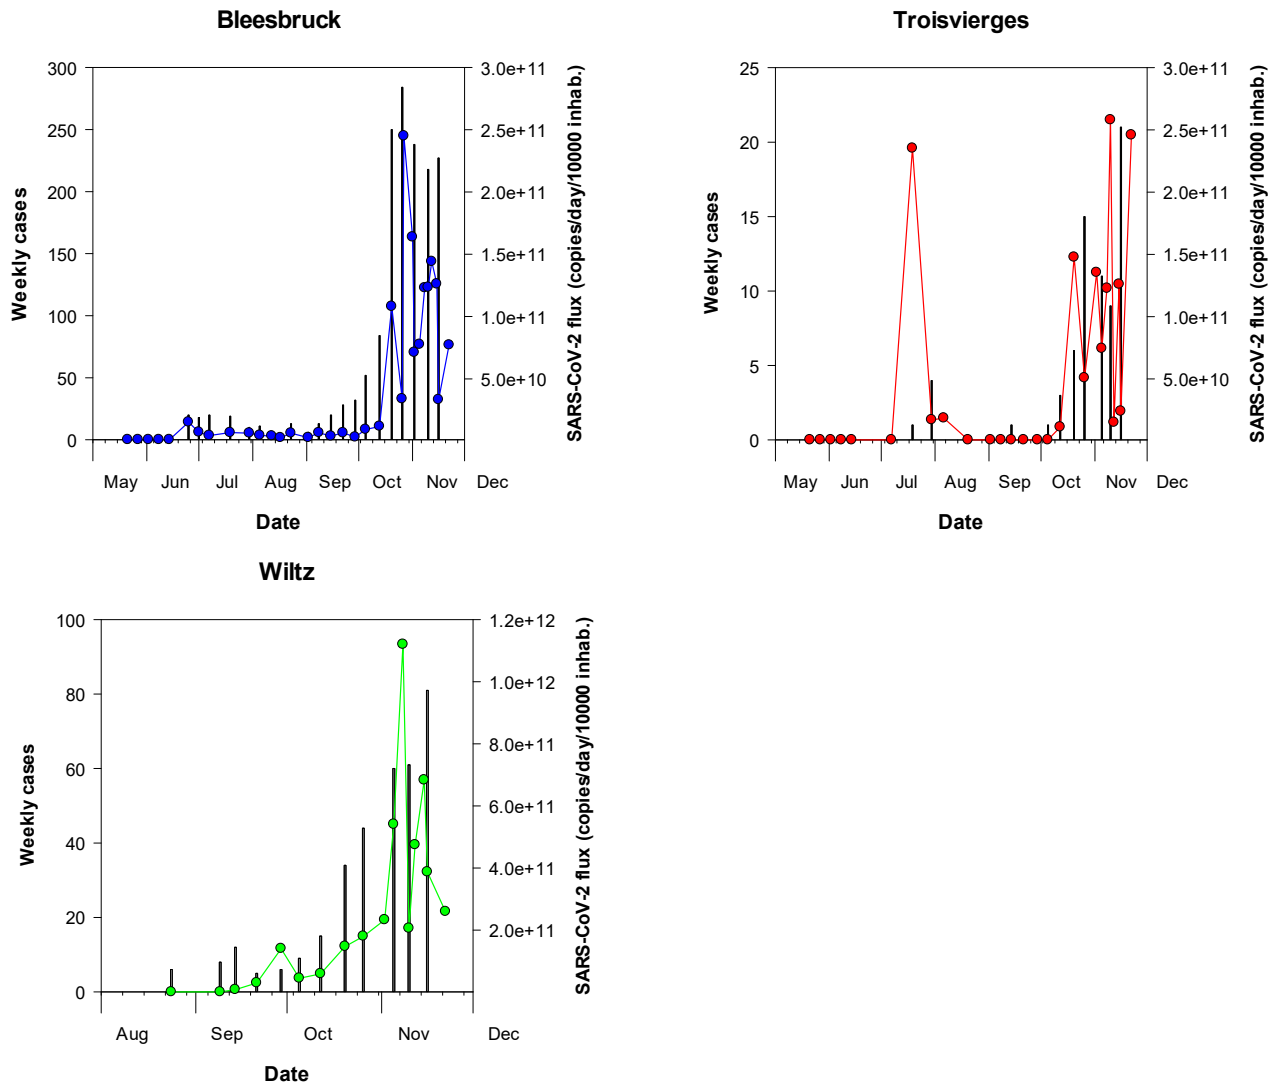 Bleesbruck
300
250
200
150
100
50
0
Weekly cases
3.0e+11
2.5e+11
2.0e+11
1.5e+11
1.0e+11
5.0e+10
SARS-CoV-2 flux (copies/day/10000 inhab.)
May Jun Jul Aug Sep Oct Nov Dec
Date
Troisvierges
25
20
15
10
5
0
Weekly cases
3.0e+11
2.5e+11
2.0e+11
1.5e+11
1.0e+11
5.0e+10
SARS-CoV-2 flux (copies/day/10000 inhab.)
May Jun Jul Aug Sep Oct Nov Dec
Date
Wiltz
100
80
60
40
20
0
Weekly cases
1.2e+12
1.0e+12
8.0e+11
6.0e+11
4.0e+11
2.0e+11
SARS-CoV-2 flux (copies/day/10000 inhab.)
Aug Sep Oct Nov Dec
Date